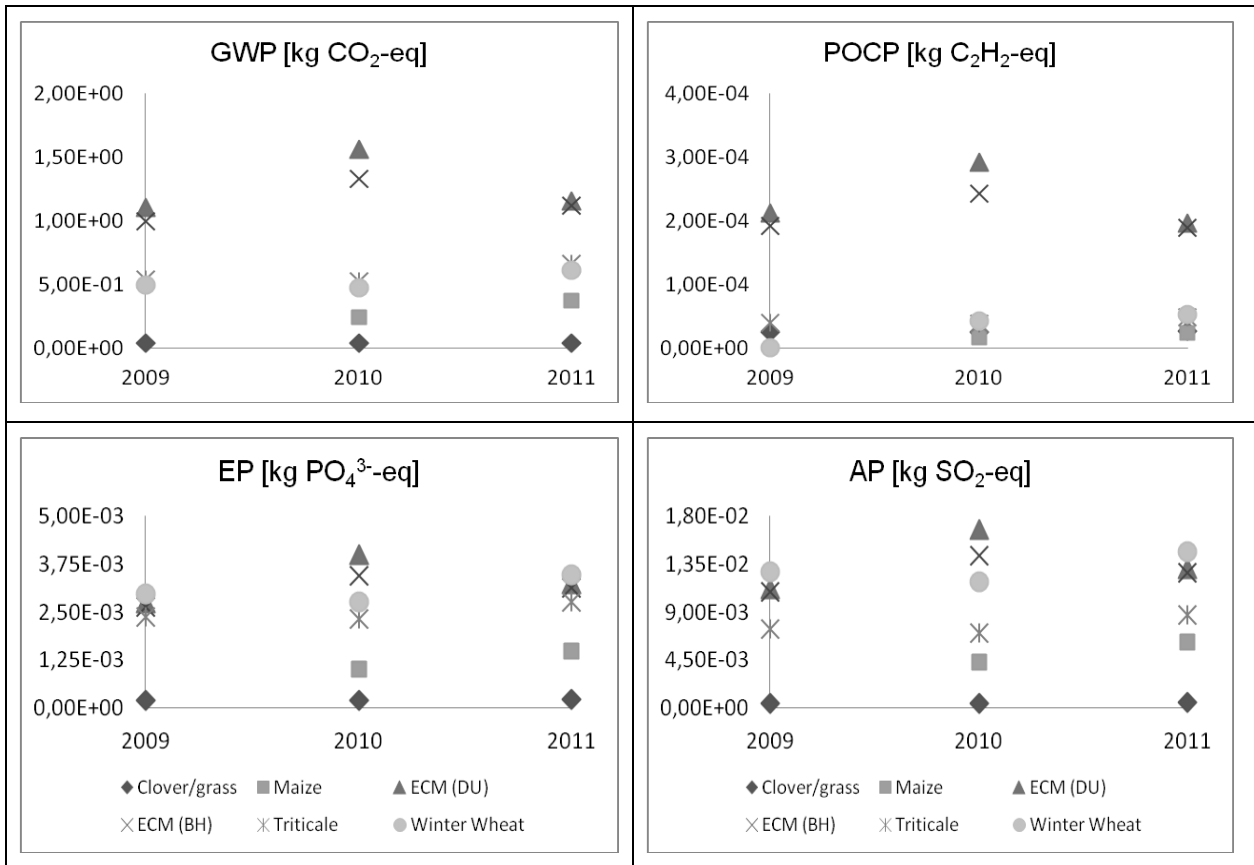 GWP [kg CO₂-eq]
2,00E+00
1,50E+00
1,00E+00
5,00E-01
0,00E+00
2009 2010 2011
POCP [kg C₂H₂-eq]
4,00E-04
3,00E-04
2,00E-04
1,00E-04
0,00E+00
2009 2010 2011
EP [kg PO₄³⁻-eq]
5,00E-03
3,75E-03
2,50E-03
1,25E-03
0,00E+00
2009 2010 2011
Clover/grass Maize ECM (DU)
ECM (BH) Triticale Winter Wheat
AP [kg SO₂-eq]
1,80E-02
1,35E-02
9,00E-03
4,50E-03
0,00E+00
2009 2010 2011
Clover/grass Maize ECM (DU)
ECM (BH) Triticale Winter Wheat